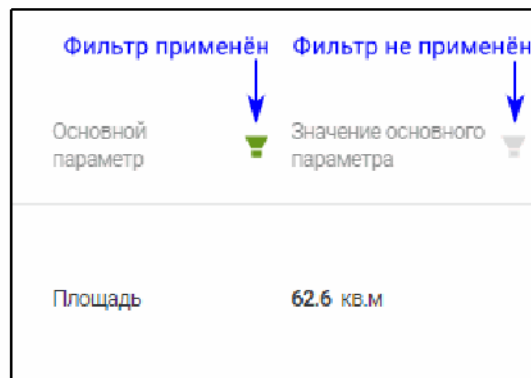 Фильтр применён Фильтр не применён
Основной
параметр
Значение основного
параметра
Площадь 62.6 кв.м